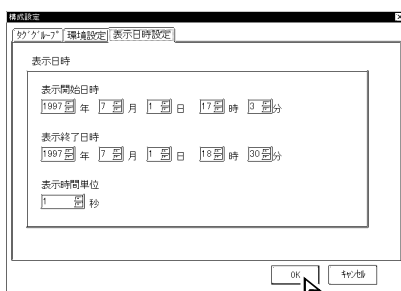 構成設定
タググループ 環境設定 表示日時設定
表示日時
表示開始日時
1997 年 7 月 1 日 17 時 3 分
表示終了日時
1997 年 7 月 1 日 18 時 30 分
表示時間単位
1 秒
OK キャンセル